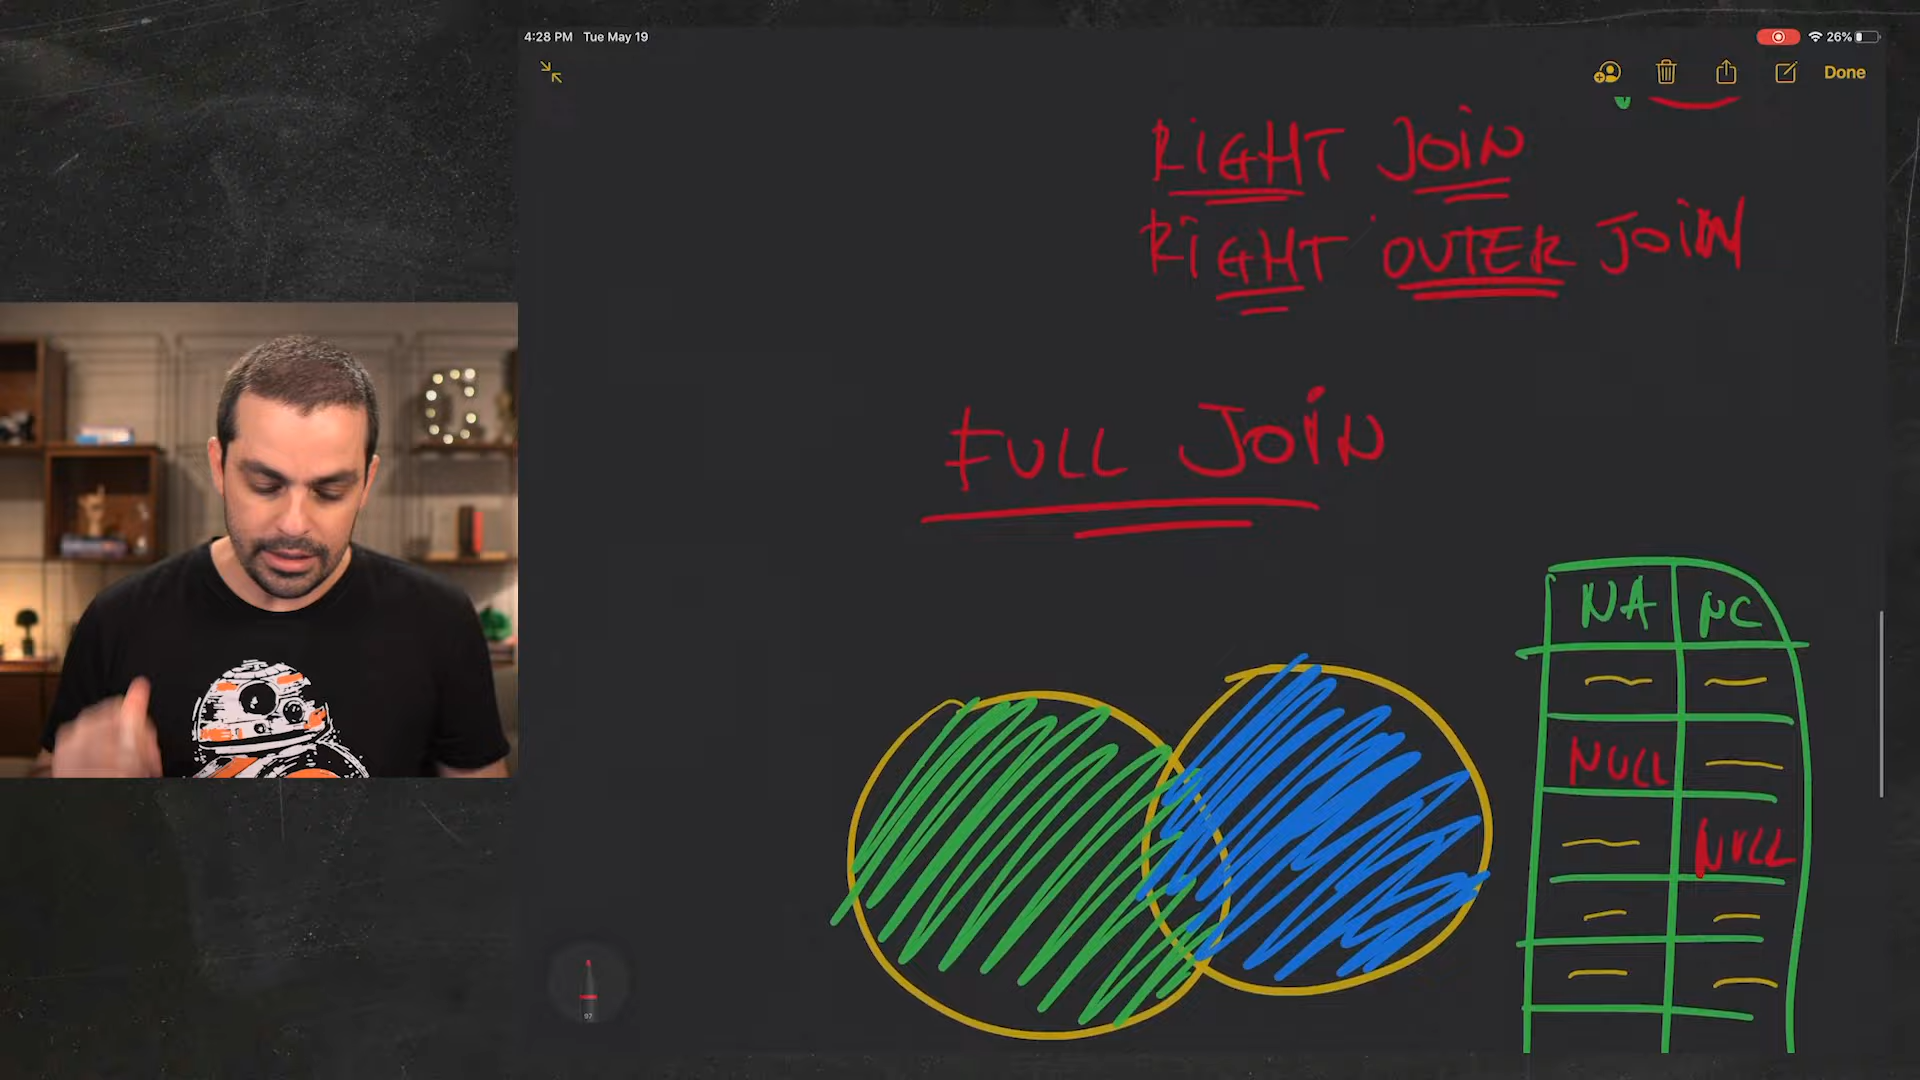 4:28 PM Tue May 19
26%
Done
RIGHT JOIN
RIGHT OUTER JOIN
FULL JOIN
NA NC
NULL
NULL
97
C